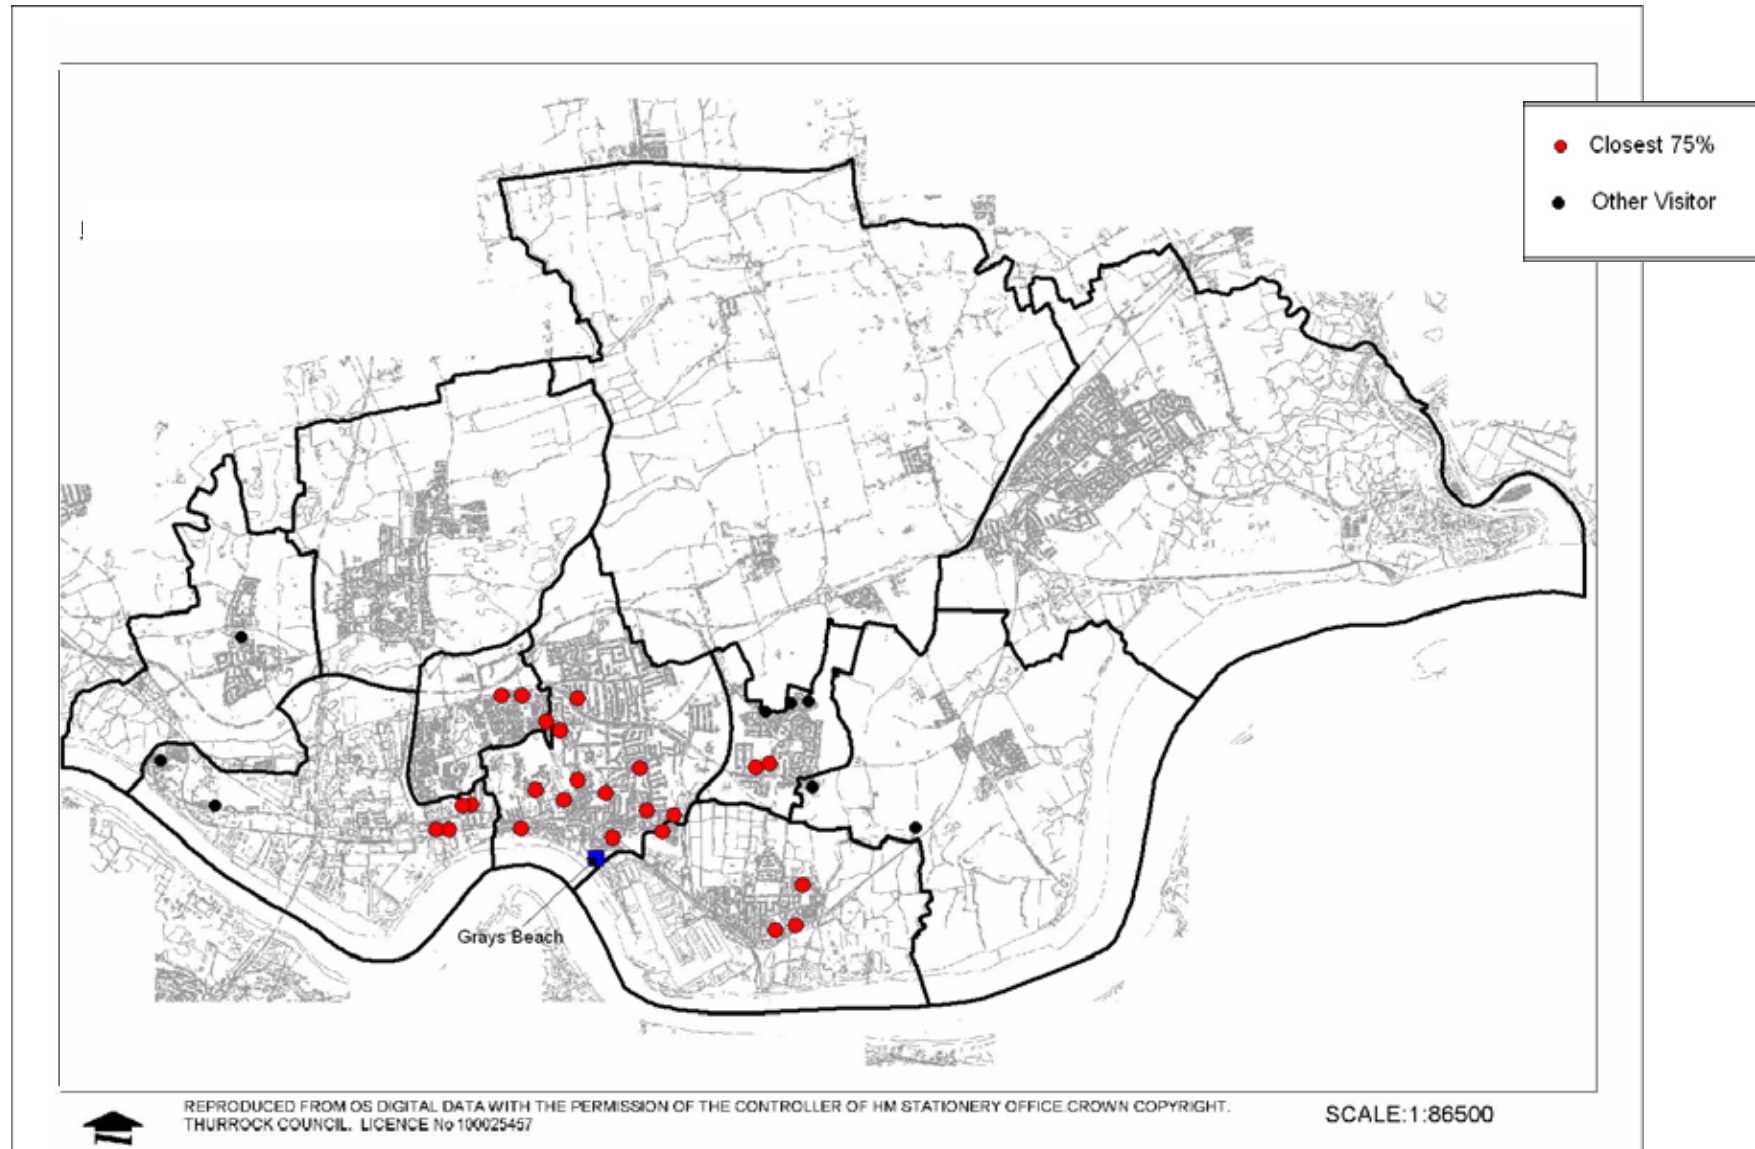 Closest 75%
Other Visitor
Grays Beach
REPRODUCED FROM OS DIGITAL DATA WITH THE PERMISSION OF THE CONTROLLER OF HM STATIONERY OFFICE.CROWN COPYRIGHT.
THURROCK COUNCIL. LICENCE No 100025457
SCALE:1:86500